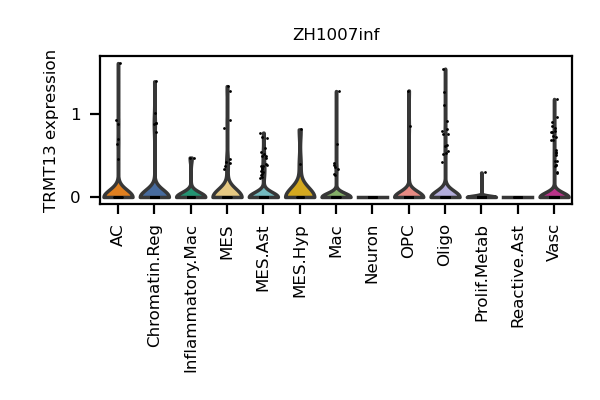 ZH1007inf
TRMT13 expression
1
0
AC
Chromatin.Reg
Inflammatory.Mac
MES
MES.Ast
MES.Hyp
Mac
Neuron
OPC
Oligo
Prolif.Metab
Reactive.Ast
Vasc